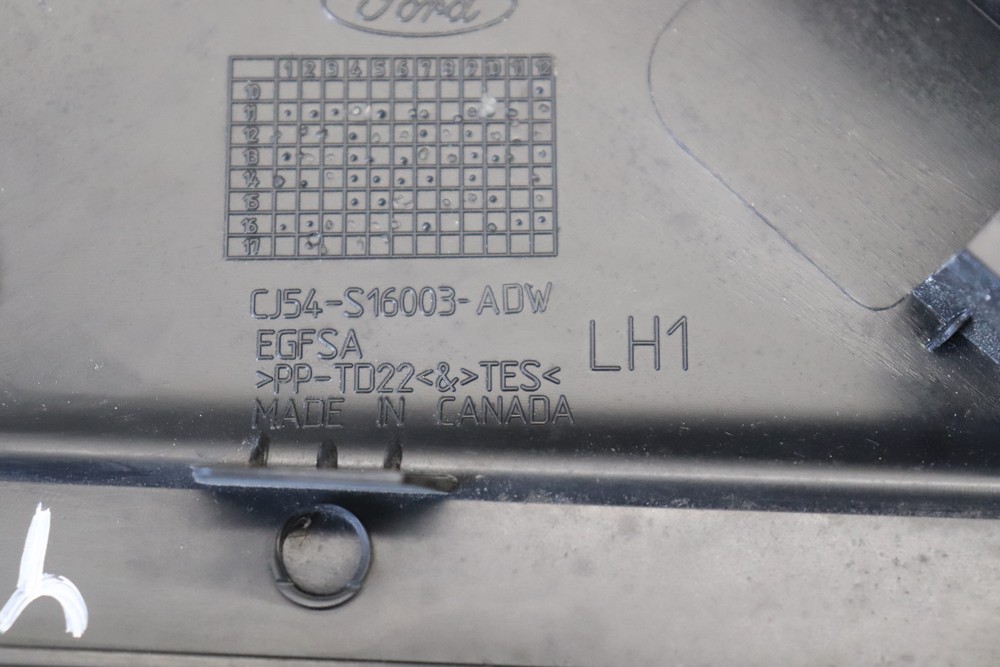 Ford
1 2 3 4 5 6 7 8 9 10 11 12
10
11
12
13
14
15
16
17
CJ54-S16003-ADW
EGFSA
LH1
>PP-TD22<&>TES<
MADE IN CANADA